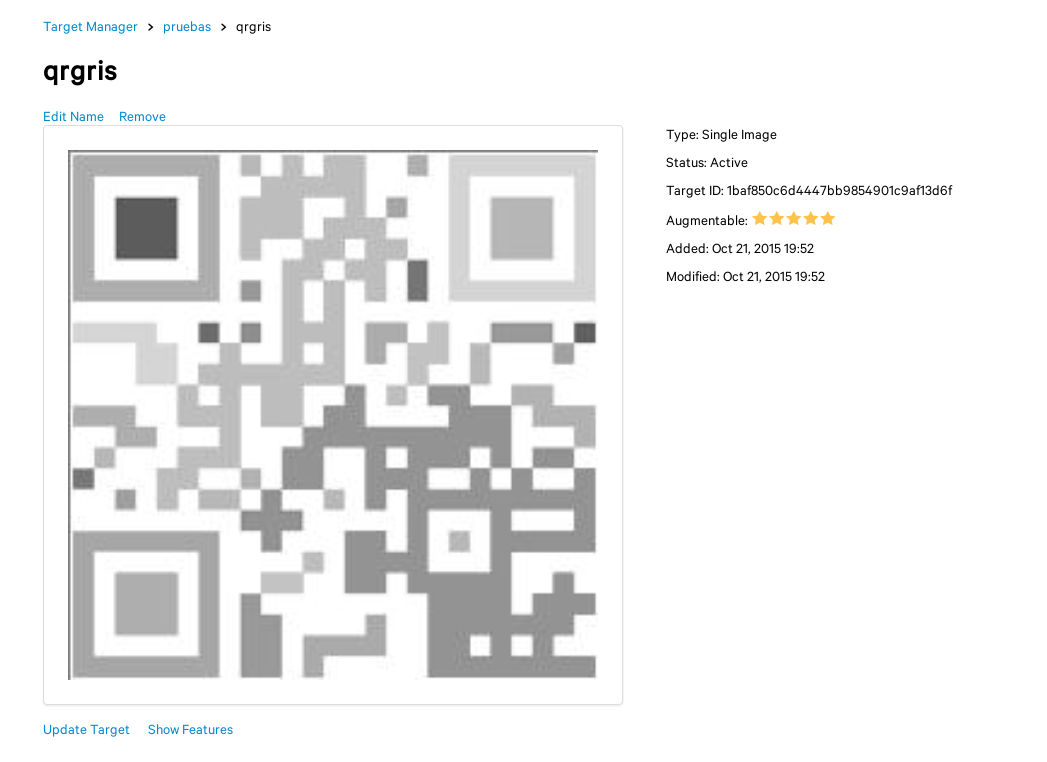 Target Manager > pruebas > qrgris
qrgris
Edit Name Remove
Type: Single Image
Status: Active
Target ID: 1baf850c6d4447bb9854901c9af13d6f
Augmentable:
Added: Oct 21, 2015 19:52
Modified: Oct 21, 2015 19:52
Update Target Show Features